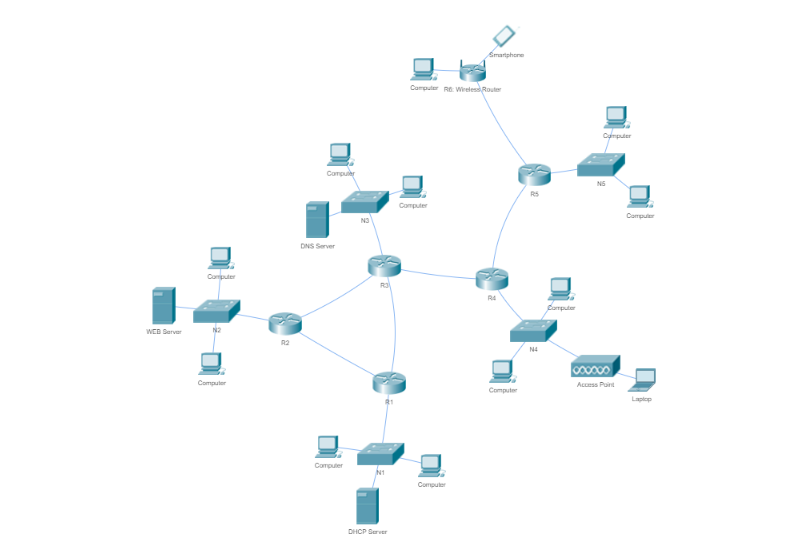 Smartphone
Computer
R6: Wireless Router
Computer
N5
Computer
R5
Computer
Computer
N3
DNS Server
R3
R4
Computer
Computer
WEB Server
N2
R2
N4
Computer
Computer
Access Point
Laptop
R1
Computer
N1
Computer
DHCP Server